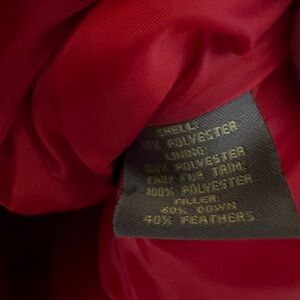 SHELL:
POLYESTER
LINING:
100% POLYESTER
FAUX FUR TRIM:
100% POLYESTER
FILLER:
60% DOWN
40% FEATHERS